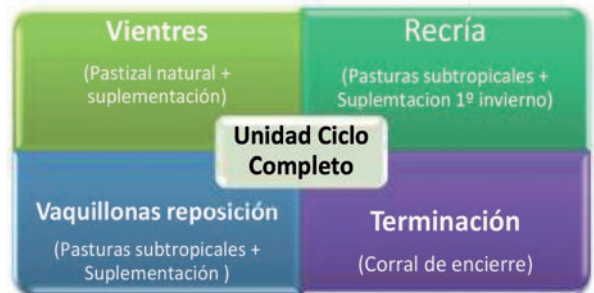 Vientres
(Pastizal natural +
suplementación)
Recría
(Pasturas subtropicales +
Suplemtacion 1º invierno)
Unidad Ciclo
Completo
Vaquillonas reposición
(Pasturas subtropicales +
Suplementación )
Terminación
(Corral de encierre)